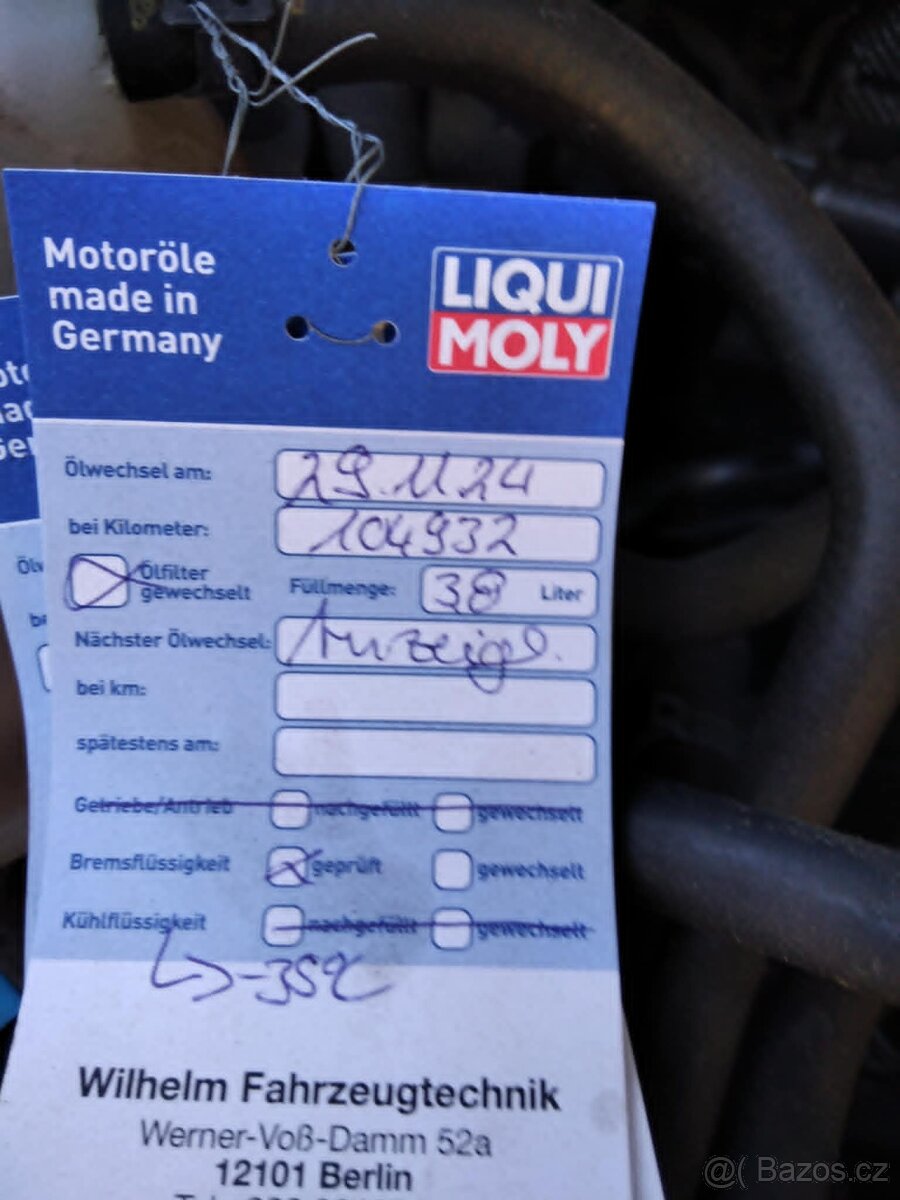 Motoröle
made in
Germany
LIQUI
MOLY
Ölwechsel am: 29.11.24
bei Kilometer: 104932
Ölfilter
gewechselt
Füllmenge: 38 Liter
Nächster Ölwechsel: Anzeige.
bei km:
spätestens am:
Getriebe/Antrieb nachgefüllt gewechselt
Bremsflüssigkeit geprüft gewechselt
Kühlflüssigkeit nachgefüllt gewechselt
-35°C
Wilhelm Fahrzeugtechnik
Werner-Voß-Damm 52a
12101 Berlin
@( Bazos.cz